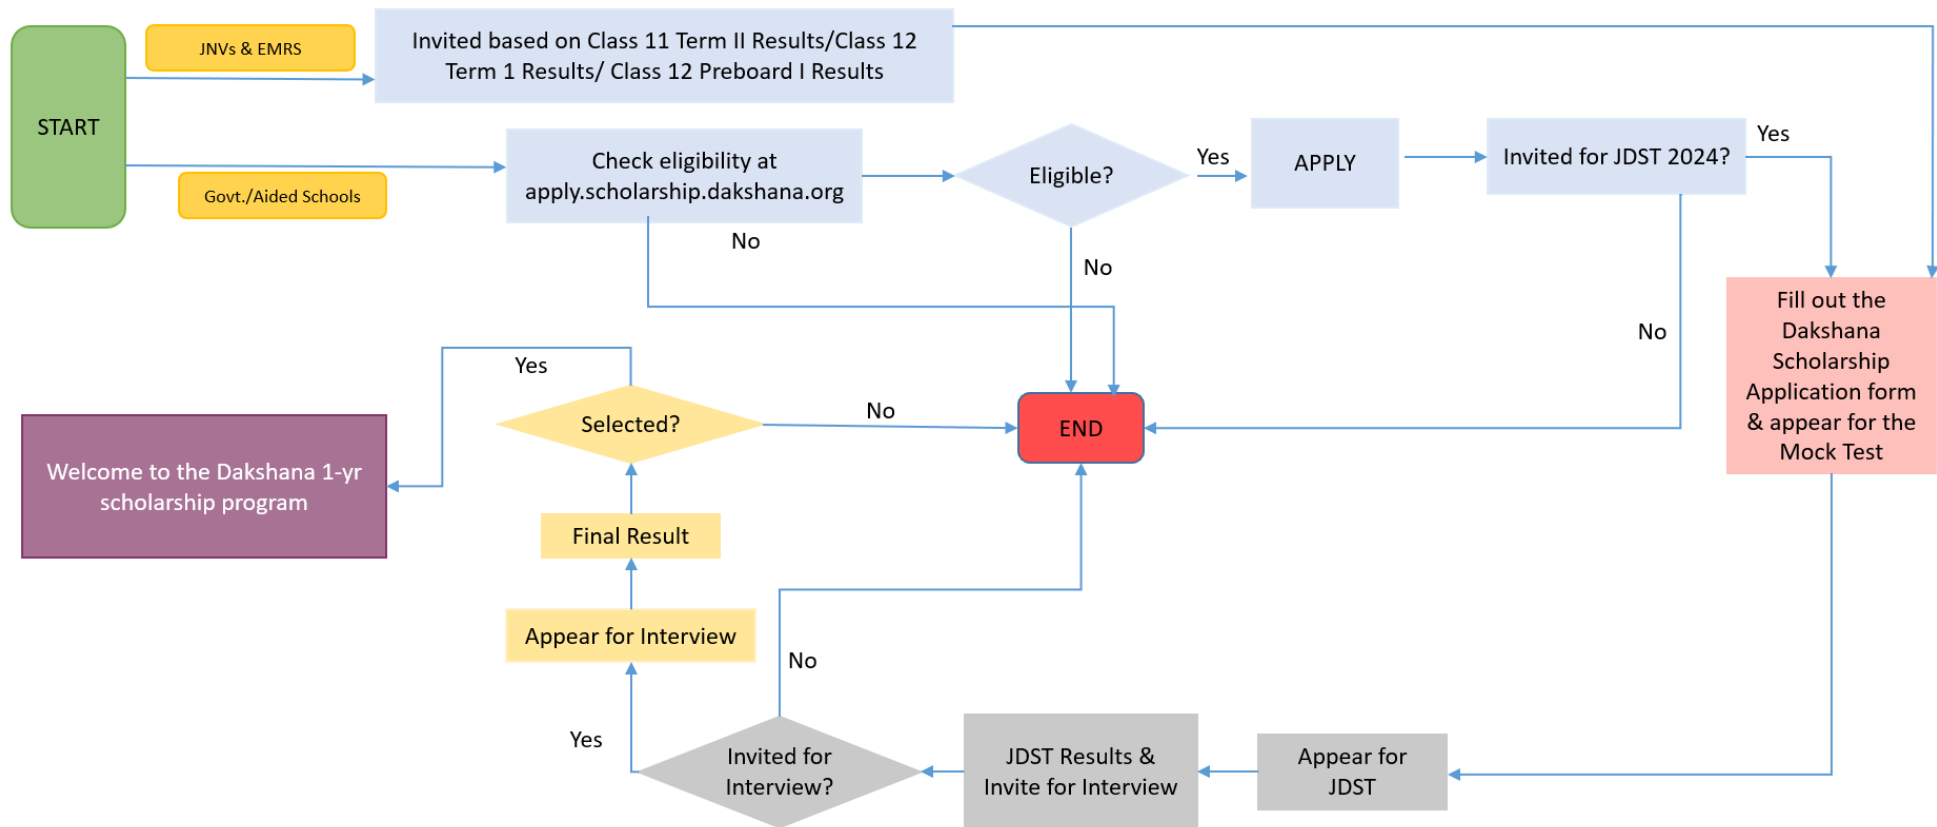 START
JNVs & EMRS
Invited based on Class 11 Term II Results/Class 12
Term 1 Results/ Class 12 Preboard I Results
Govt./Aided Schools
Check eligibility at
apply.scholarship.dakshana.org
No
Eligible?
Yes
No
APPLY
Invited for JDST 2024?
Yes
No
Fill out the
Dakshana
Scholarship
Application form
& appear for the
Mock Test
Appear for
JDST
JDST Results &
Invite for Interview
Invited for
Interview?
No
Yes
Appear for Interview
Final Result
Selected?
No
Yes
END
Welcome to the Dakshana 1-yr
scholarship program